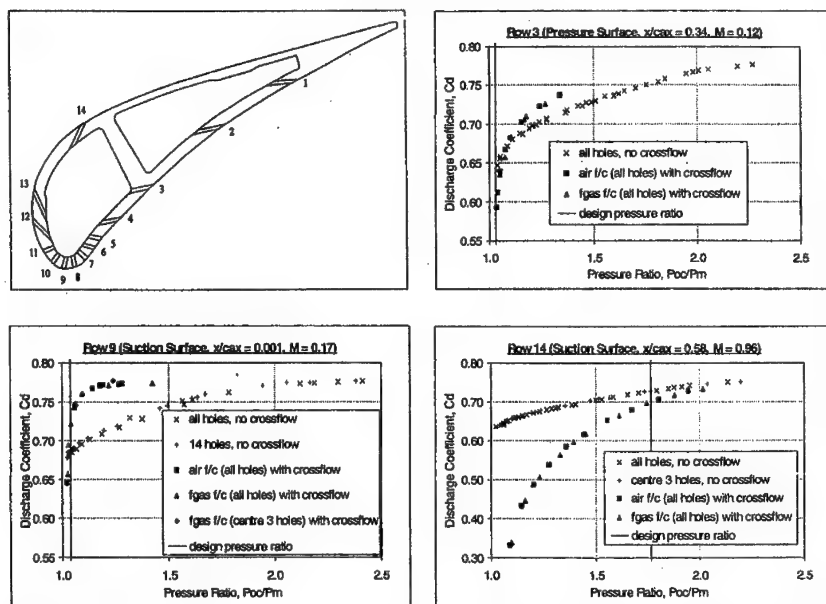 14
13
12
11
10
9
8
7
6
5
4
3
2
1
Row 3 (Pressure Surface, x/cax = 0.34, M = 0.12)
Discharge Coefficient, Cd
0.80
0.75
0.70
0.65
0.60
0.55
all holes, no crossflow
air f/c (all holes) with crossflow
fgas f/c (all holes) with crossflow
design pressure ratio
1.0 1.5 2.0 2.5
Pressure Ratio, Poc/Pm
Row 9 (Suction Surface, x/cax = 0.001, M = 0.17)
Discharge Coefficient, Cd
0.80
0.75
0.70
0.65
0.60
0.55
all holes, no crossflow
14 holes, no crossflow
air f/c (all holes) with crossflow
fgas f/c (all holes) with crossflow
fgas f/c (centre 3 holes) with crossflow
design pressure ratio
1.0 1.5 2.0 2.5
Pressure Ratio, Poc/Pm
Row 14 (Suction Surface, x/cax = 0.58, M = 0.96)
Discharge Coefficient, Cd
0.80
0.70
0.60
0.50
0.40
0.30
all holes, no crossflow
centre 3 holes, no crossflow
air f/c (all holes) with crossflow
fgas f/c (all holes) with crossflow
design pressure ratio
1.0 1.5 2.0 2.5
Pressure Ratio, Poc/Pm